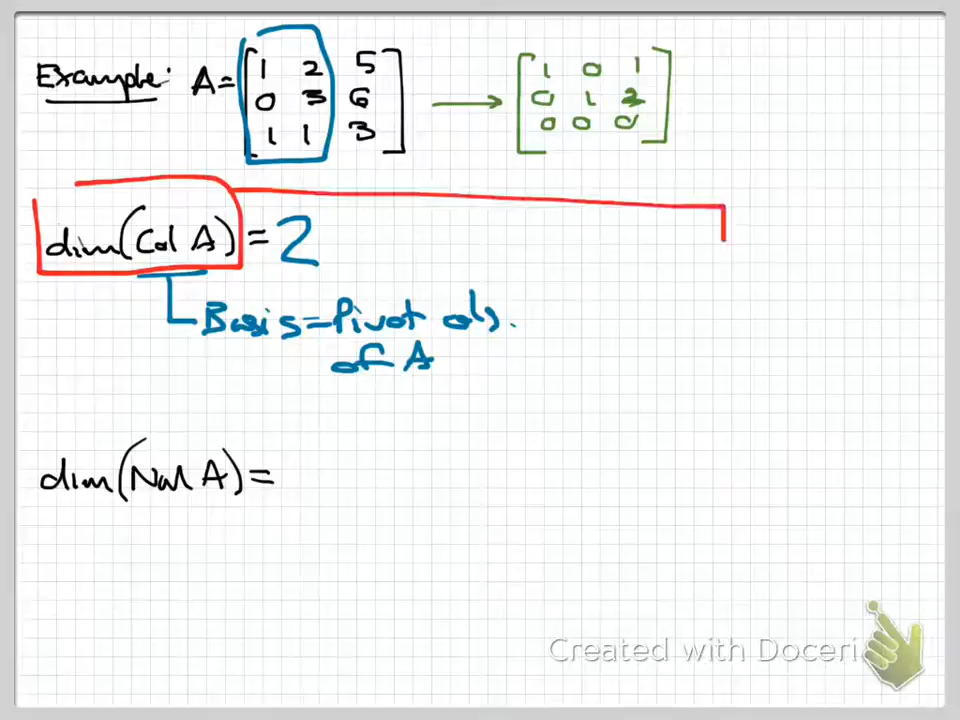 Example: A = [1 2 5 → [1 0 1
0 3 6 0 1 2
1 1 3] 0 0 0]
dim(Col A) = 2
Basis = Pivot cols.
of A
dim(Nul A) =
Created with Doceri